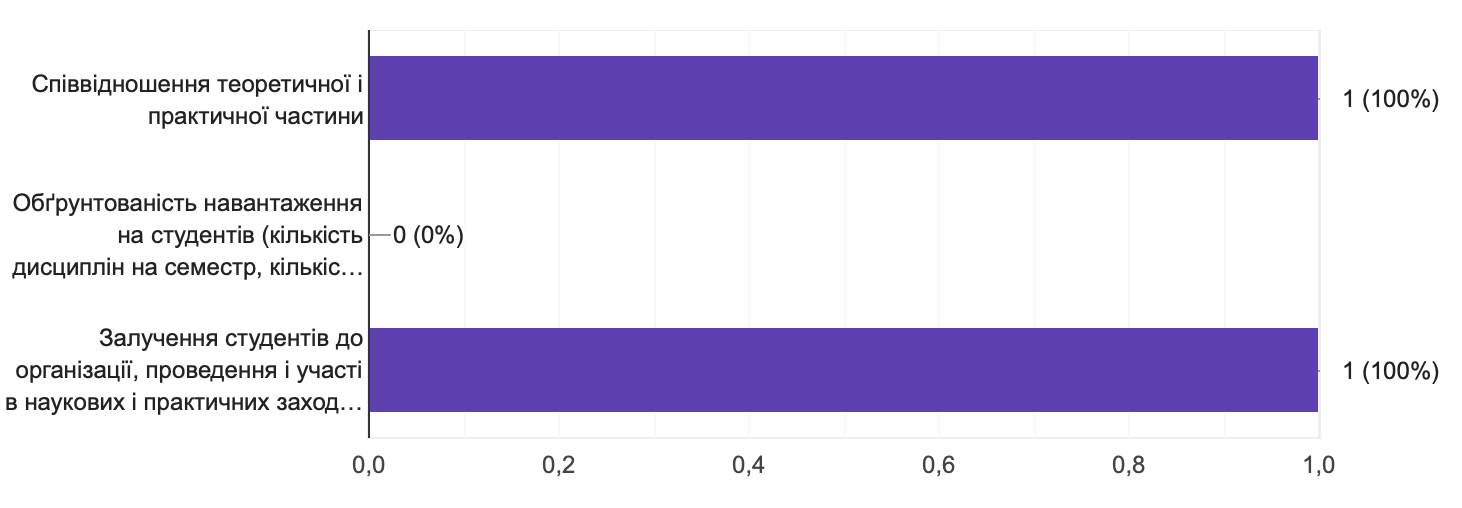 Співвідношення теоретичної і
практичної частини
1 (100%)
Обґрунтованість навантаження
на студентів (кількість
дисциплін на семестр, кількіс…
0 (0%)
Залучення студентів до
організації, проведення і участі
в наукових і практичних заход…
1 (100%)
0,0 0,2 0,4 0,6 0,8 1,0